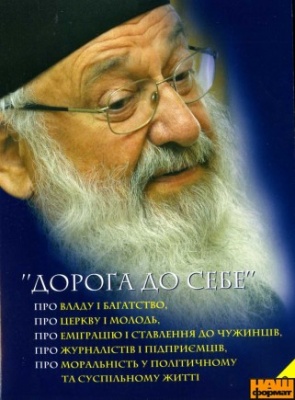 "ДОРОГА ДО СЕБЕ"
ПРО ВЛАДУ І БАГАТСТВО,
ПРО ЦЕРКВУ І МОЛОДЬ,
ПРО ЕМІГРАЦІЮ І СТАВЛЕННЯ ДО ЧУЖИНЦІВ,
ПРО ЖУРНАЛІСТІВ І ПІДПРИЄМЦІВ,
ПРО МОРАЛЬНІСТЬ У ПОЛІТИЧНОМУ
ТА СУСПІЛЬНОМУ ЖИТТІ
НАШ
формат